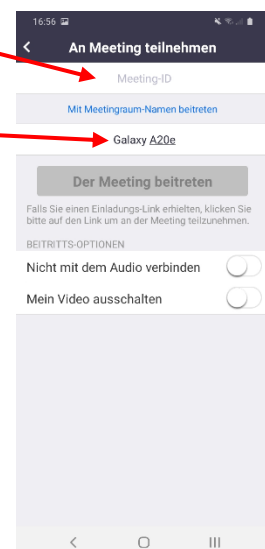 16:56
An Meeting teilnehmen
Meeting-ID
Mit Meetingraum-Namen beitreten
Galaxy A20e
Der Meeting beitreten
Falls Sie einen Einladungs-Link erhielten, klicken Sie
bitte auf den Link um an der Meeting teilzunehmen.
BEITRITTS-OPTIONEN
Nicht mit dem Audio verbinden
Mein Video ausschalten